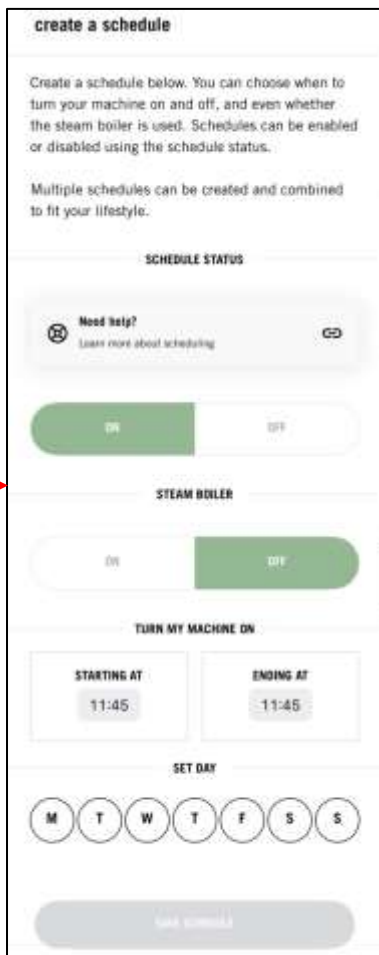 create a schedule
Create a schedule below. You can choose when to
turn your machine on and off, and even whether
the steam boiler is used. Schedules can be enabled
or disabled using the schedule status.
Multiple schedules can be created and combined
to fit your lifestyle.
SCHEDULE STATUS
Need help?
Learn more about scheduling
ON OFF
STEAM BOILER
ON OFF
TURN MY MACHINE ON
STARTING AT ENDING AT
11:45 11:45
SET DAY
M T W T F S S
SAVE SCHEDULE